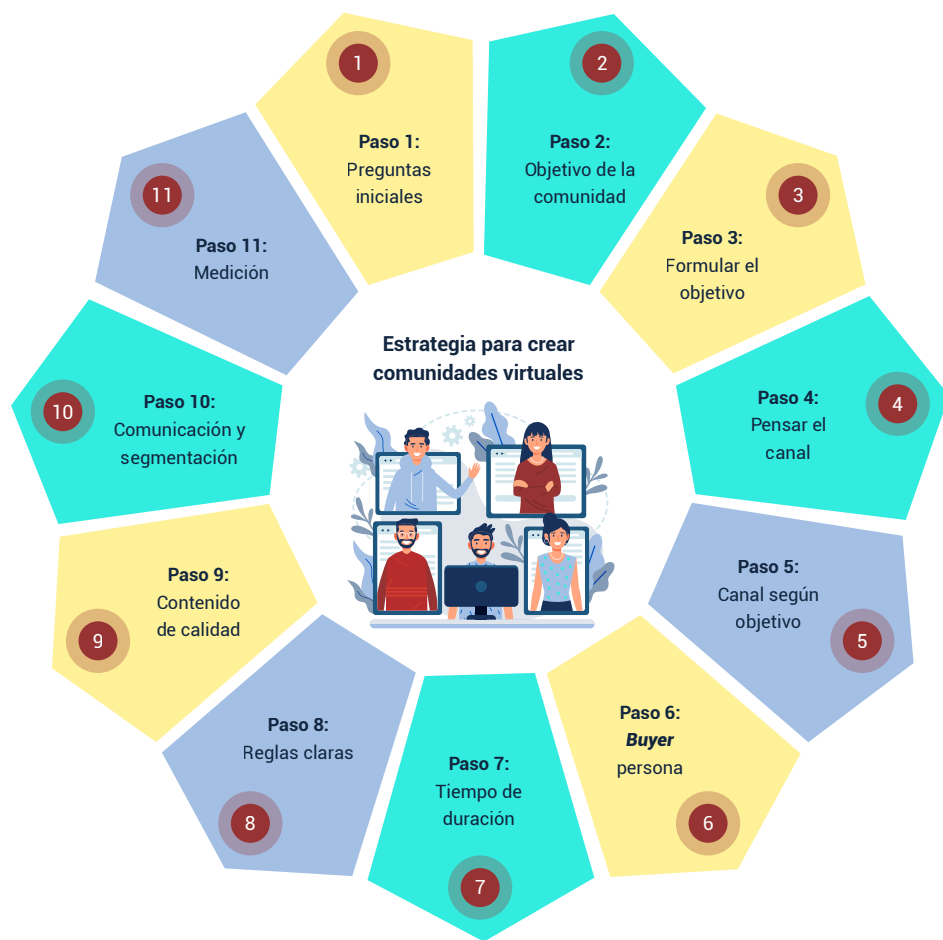 Estrategia para crear
comunidades virtuales
1
Paso 1:
Preguntas
iniciales
2
Paso 2:
Objetivo de la
comunidad
3
Paso 3:
Formular el
objetivo
4
Paso 4:
Pensar el
canal
5
Paso 5:
Canal según
objetivo
6
Paso 6:
Buyer
persona
7
Paso 7:
Tiempo de
duración
8
Paso 8:
Reglas claras
9
Paso 9:
Contenido
de calidad
10
Paso 10:
Comunicación y
segmentación
11
Paso 11:
Medición